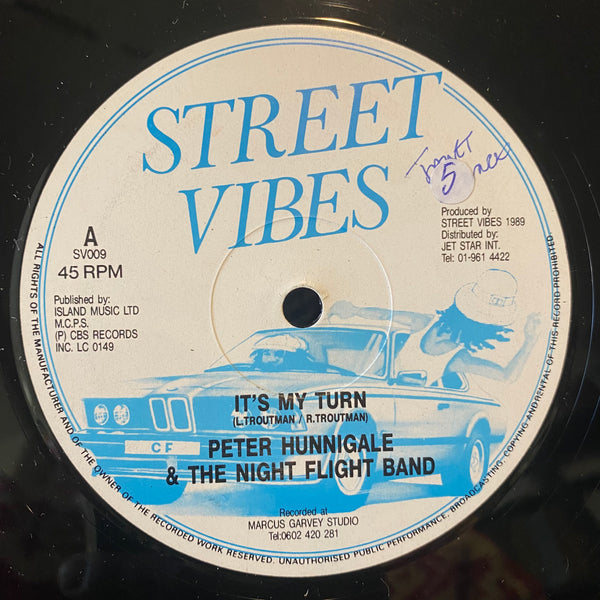 STREET
VIBES
5
A
SV009
45 RPM
Produced by
STREET VIBES 1989
Distributed by:
JET STAR INT.
Tel: 01-961 4422
Published by:
ISLAND MUSIC LTD
M.C.P.S.
(P) CBS RECORDS
INC. LC 0149
IT'S MY TURN
(L.TROUTMAN / R.TROUTMAN)
PETER HUNNIGALE
& THE NIGHT FLIGHT BAND
CF
Recorded at
MARCUS GARVEY STUDIO
Tel:0602 420 281
ALL RIGHTS OF THE MANUFACTURER AND OF THE OWNER OF THE RECORDED WORK RESERVED. UNAUTHORISED PUBLIC PERFORMANCE, BROADCASTING, COPYING AND RENTAL OF THIS RECORD PROHIBITED